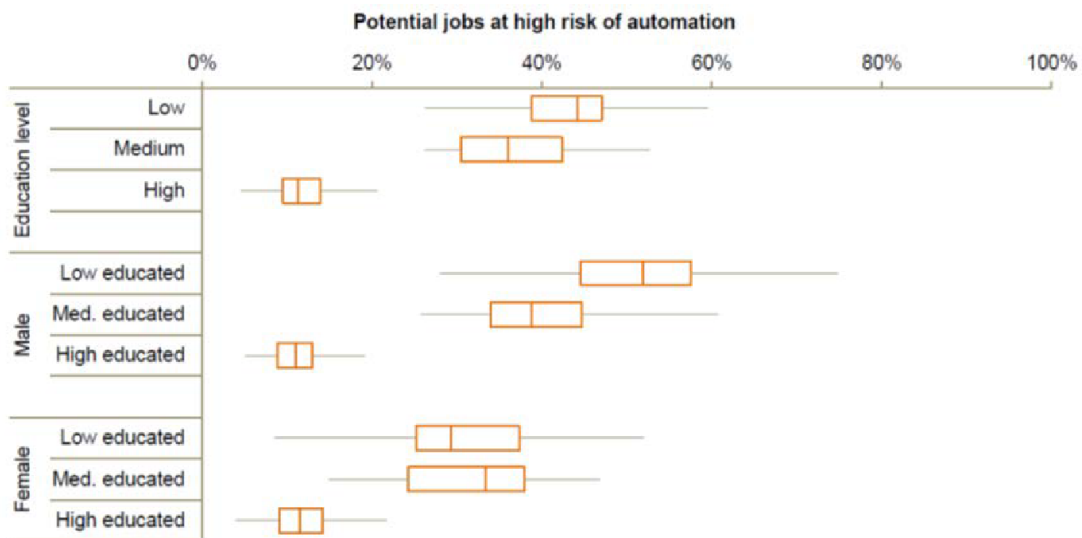 Potential jobs at high risk of automation
0% 20% 40% 60% 80% 100%
Education level
Low
Medium
High
Male
Low educated
Med. educated
High educated
Female
Low educated
Med. educated
High educated